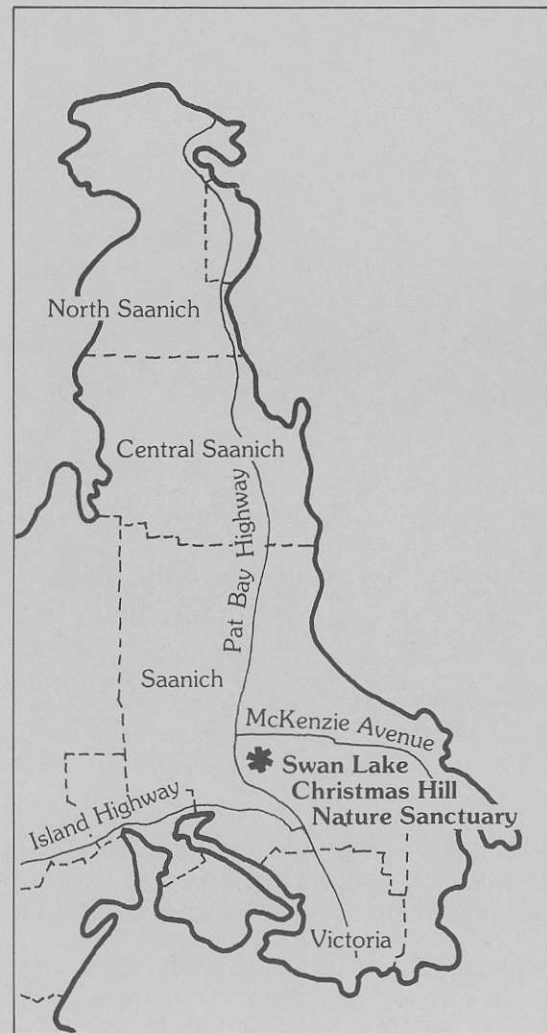 North Saanich
Central Saanich
Pat Bay Highway
Saanich
McKenzie Avenue
Swan Lake
Christmas Hill
Nature Sanctuary
Island Highway
Victoria